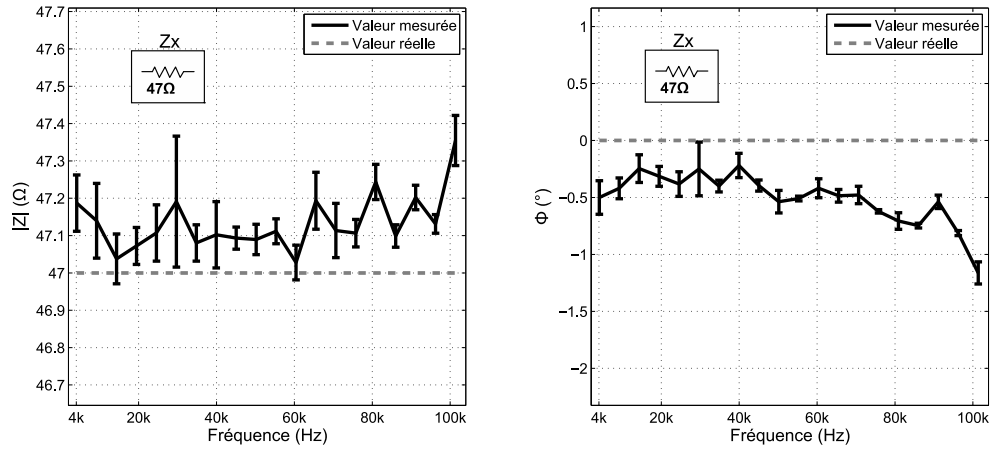 47.7
47.6
47.5
47.4
47.3
47.2
47.1
47
46.9
46.8
46.7
|Z| (Ω)
Valeur mesurée
Valeur réelle
Zx
47Ω
4k 20k 40k 60k 80k 100k
Fréquence (Hz)
1
0.5
0
−0.5
−1
−1.5
−2
Φ (°)
Valeur mesurée
Valeur réelle
Zx
47Ω
4k 20k 40k 60k 80k 100k
Fréquence (Hz)